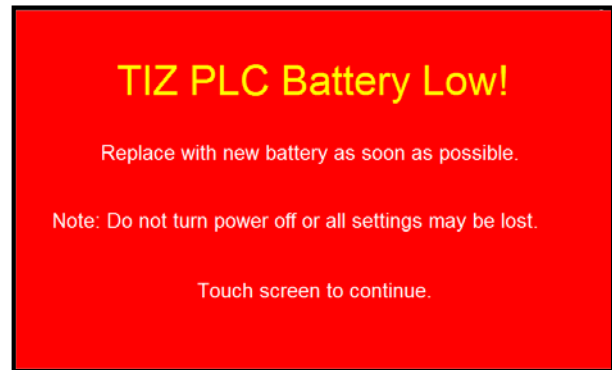 TIZ PLC Battery Low!
Replace with new battery as soon as possible.
Note: Do not turn power off or all settings may be lost.
Touch screen to continue.